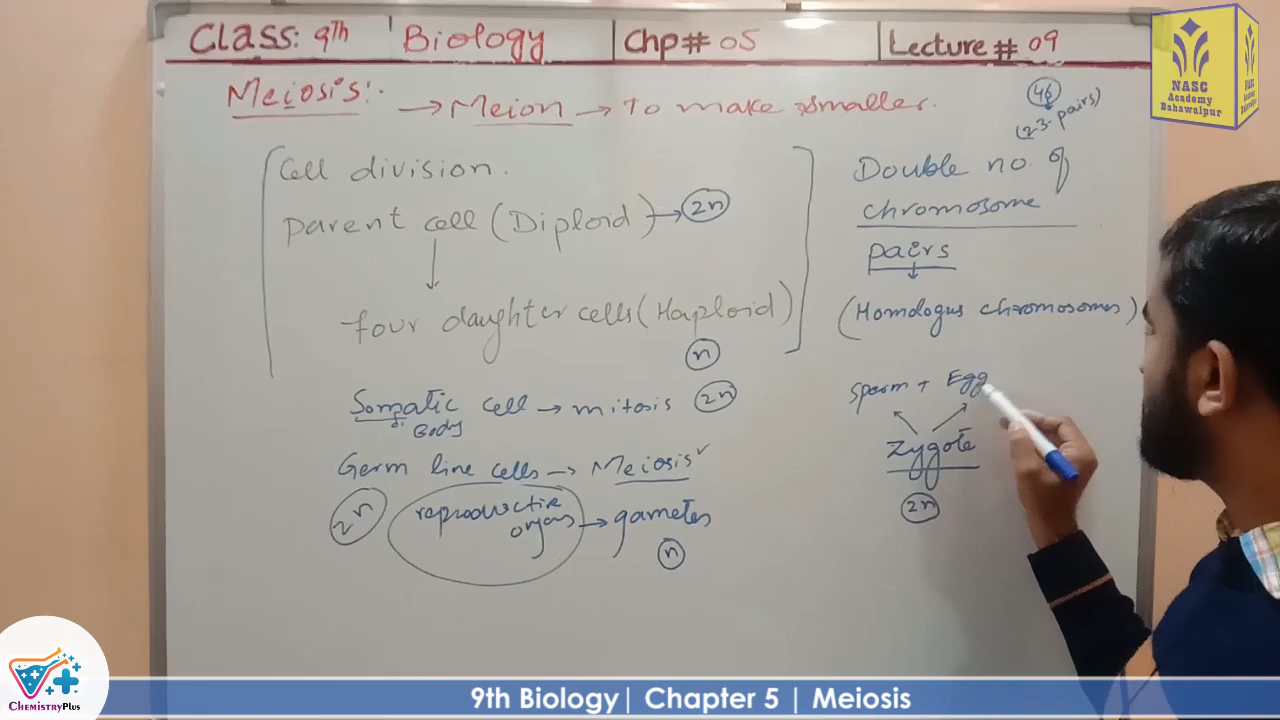 Class: 9Th Biology Chp# 05 Lecture # 09
NASC
Academy
Bahawalpur
Meiosis:. → Meion → To make smaller.
46
(23-pairs)
Cell division.
parent cell (Diploid) → 2n
four daughter cells (Haploid)
n
Somatic cell → mitosis 2n
Body
Germ line cells → Meiosis ✓
2n reproductive
organs → gametes
n
Double no. of
chromosome
pairs
(Homologus chromosomes)
Sperm + Egg
Zygote
2n
ChemistryPlus
9th Biology| Chapter 5 | Meiosis